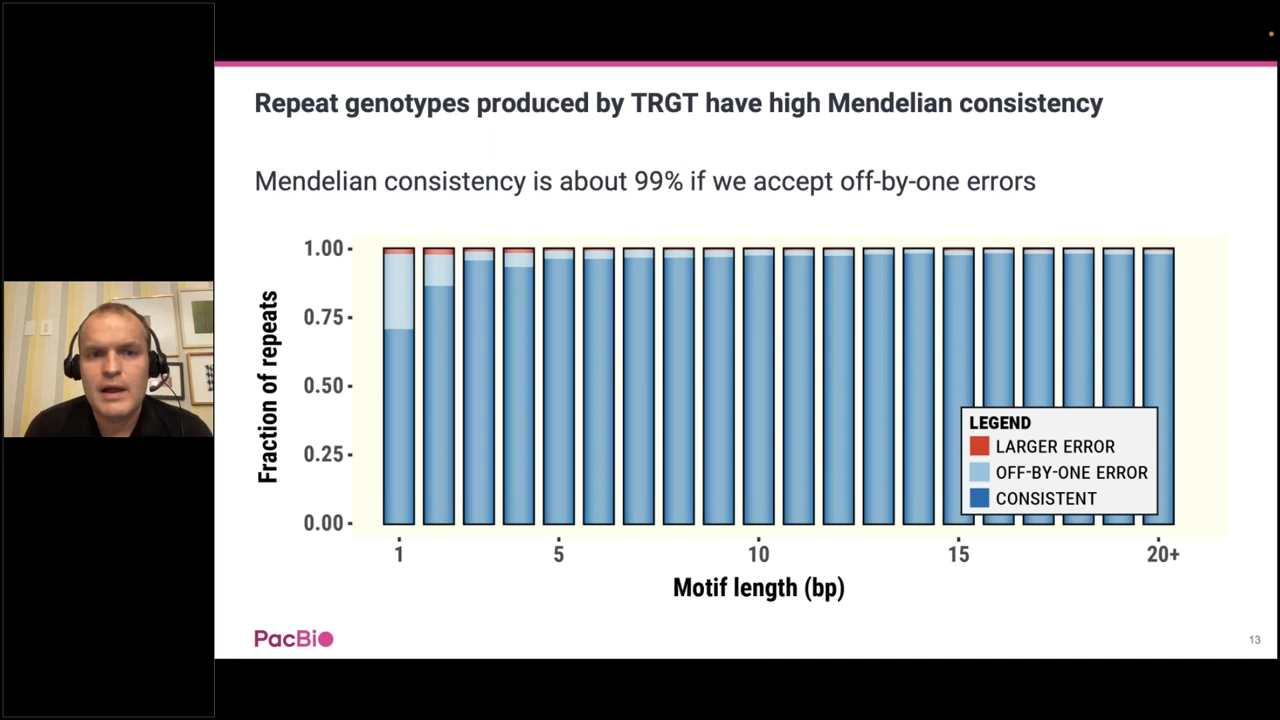 Repeat genotypes produced by TRGT have high Mendelian consistency
Mendelian consistency is about 99% if we accept off-by-one errors
Fraction of repeats
1.00
0.75
0.50
0.25
0.00
LEGEND
LARGER ERROR
OFF-BY-ONE ERROR
CONSISTENT
1 5 10 15 20+
Motif length (bp)
PacBio
13